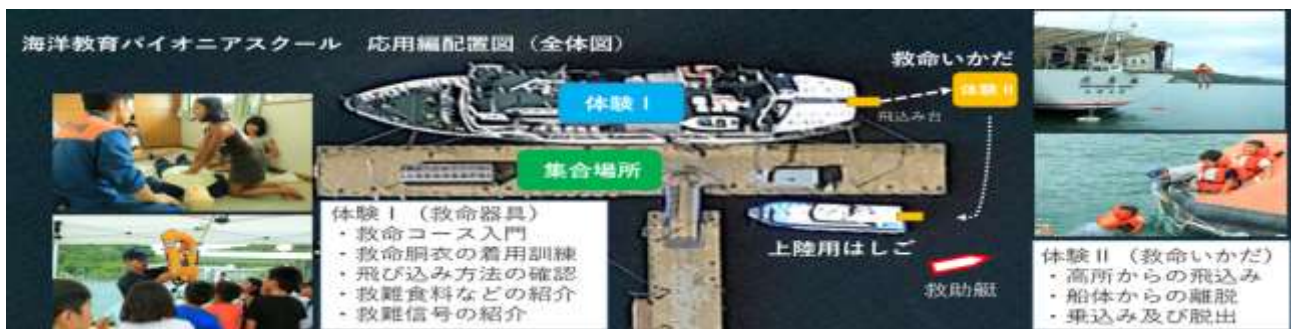 海洋教育パイオニアスクール 応用編配置図（全体図）
救命いかだ
体験Ⅰ
体験Ⅱ
飛込み台
集合場所
体験Ⅰ（救命器具）
・救命コース入門
・救命胴衣の着用訓練
・飛び込み方法の確認
・救難食料などの紹介
・救難信号の紹介
上陸用はしご
救助艇
体験Ⅱ（救命いかだ）
・高所からの飛込み
・船体からの離脱
・乗込み及び脱出